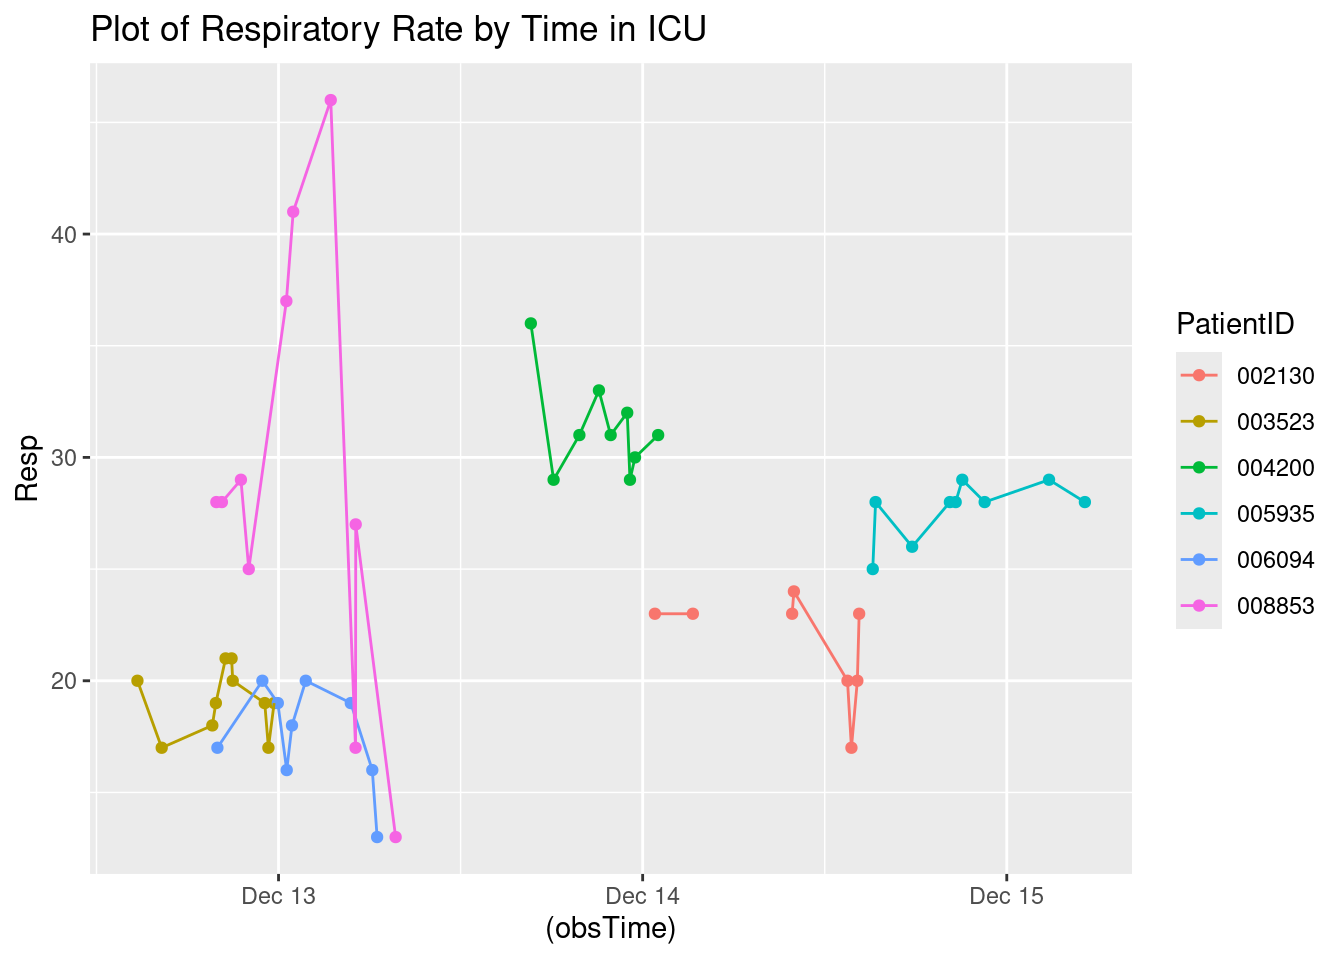 Plot of Respiratory Rate by Time in ICU
Resp
40
30
20
Dec 13
Dec 14
Dec 15
(obsTime)
PatientID
002130
003523
004200
005935
006094
008853